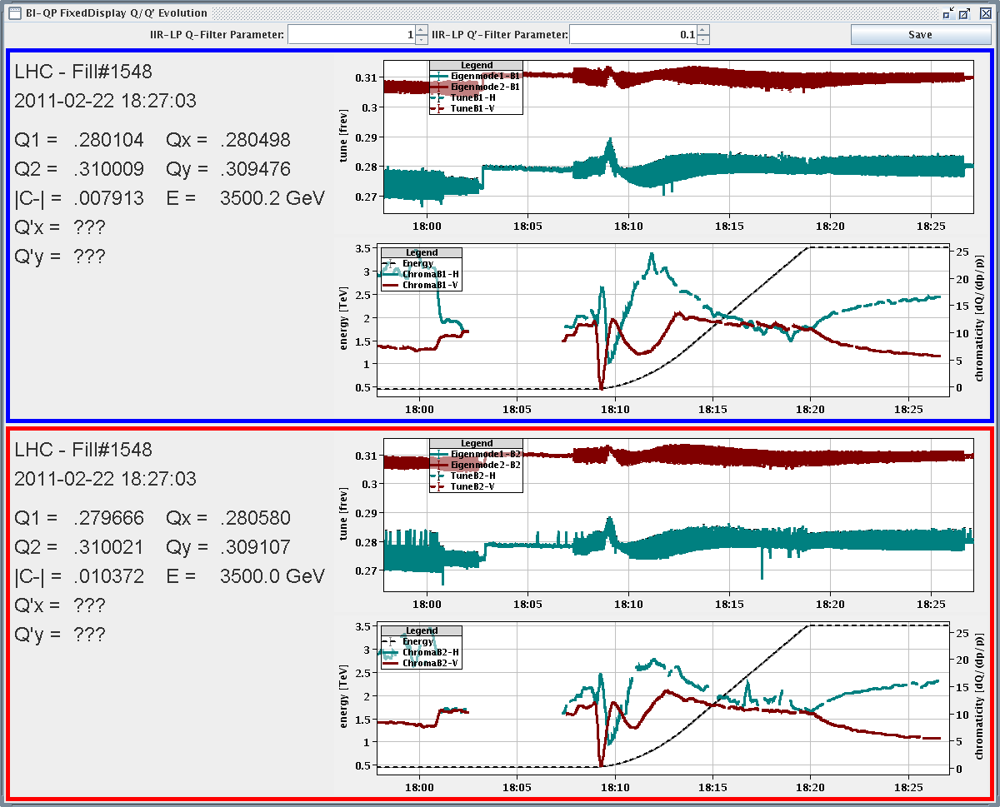 BI-QP FixedDisplay Q/Q' Evolution
IIR-LP Q-Filter Parameter: 1 IIR-LP Q'-Filter Parameter: 0.1 Save
LHC - Fill#1548
2011-02-22 18:27:03
Q1 = .280104 Qx = .280498
Q2 = .310009 Qy = .309476
|C-| = .007913 E = 3500.2 GeV
Q'x = ???
Q'y = ???
tune [frev]
0.31
0.3
0.29
0.28
0.27
Legend
Eigenmode1-B1
Eigenmode2-B1
TuneB1-H
TuneB1-V
18:00 18:05 18:10 18:15 18:20 18:25
energy [TeV]
3.5
3
2.5
2
1.5
1
0.5
Legend
Energy
ChromaB1-H
ChromaB1-V
25
20
15
10
5
0
chromaticity [dQ/(dp/p)]
18:00 18:05 18:10 18:15 18:20 18:25
LHC - Fill#1548
2011-02-22 18:27:03
Q1 = .279666 Qx = .280580
Q2 = .310021 Qy = .309107
|C-| = .010372 E = 3500.0 GeV
Q'x = ???
Q'y = ???
tune [frev]
0.31
0.3
0.29
0.28
0.27
Legend
Eigenmode1-B2
Eigenmode2-B2
TuneB2-H
TuneB2-V
18:00 18:05 18:10 18:15 18:20 18:25
energy [TeV]
3.5
3
2.5
2
1.5
1
0.5
Legend
Energy
ChromaB2-H
ChromaB2-V
25
20
15
10
5
0
chromaticity [dQ/(dp/p)]
18:00 18:05 18:10 18:15 18:20 18:25